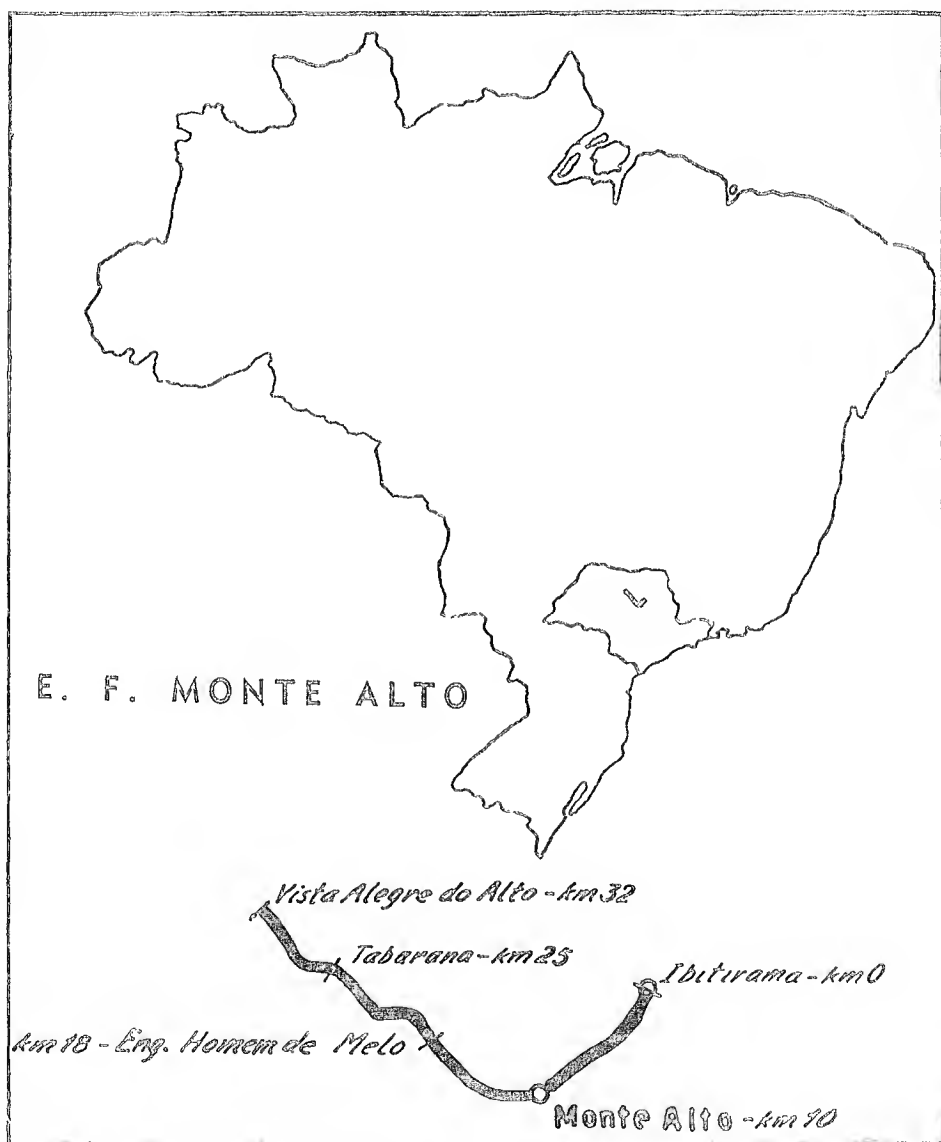 E. F. MONTE ALTO
Vista Alegre do Alto - km 32
Tabarana - km 25
Ibitirama - km 0
km 18 - Eng. Homem de Melo
Monte Alto - km 10